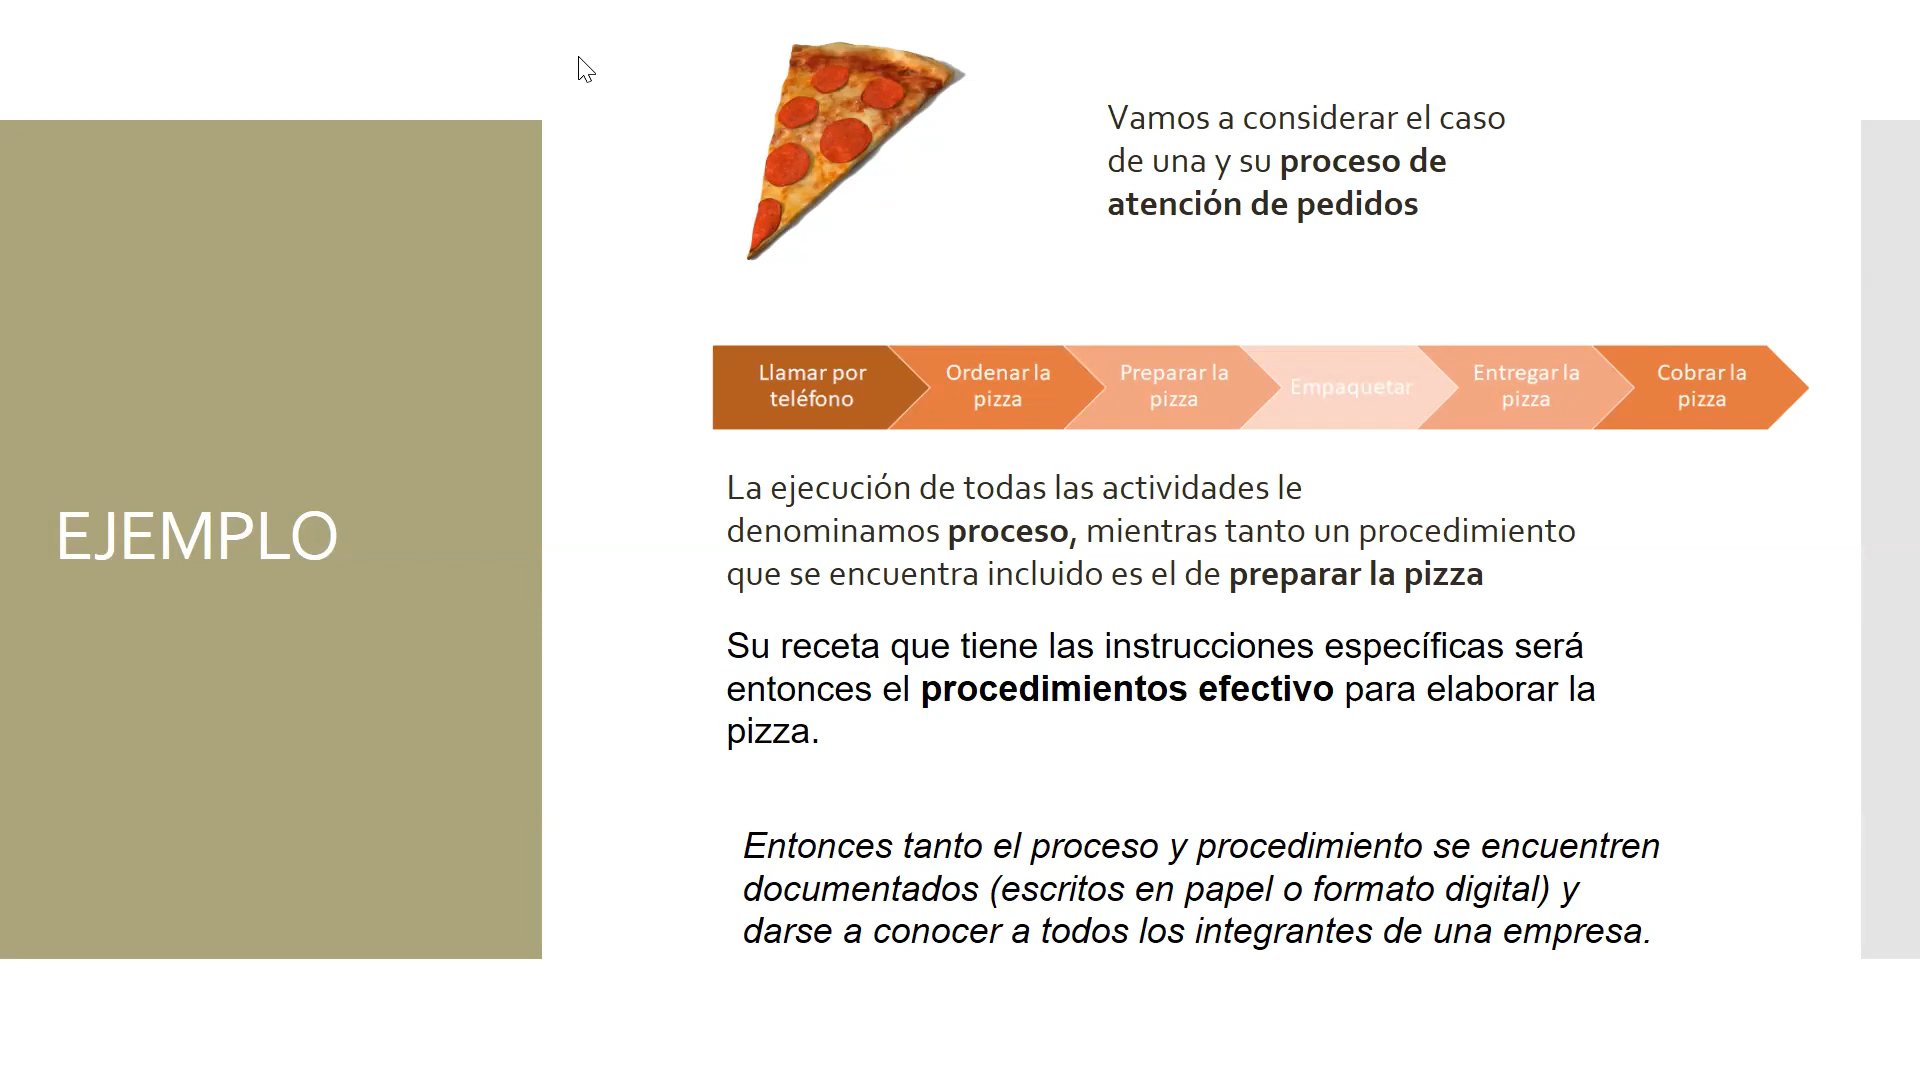 Vamos a considerar el caso
de una y su proceso de
atención de pedidos
Llamar por
teléfono
Ordenar la
pizza
Preparar la
pizza
Empaquetar
Entregar la
pizza
Cobrar la
pizza
EJEMPLO
La ejecución de todas las actividades le
denominamos proceso, mientras tanto un procedimiento
que se encuentra incluido es el de preparar la pizza
Su receta que tiene las instrucciones específicas será
entonces el procedimientos efectivo para elaborar la
pizza.
Entonces tanto el proceso y procedimiento se encuentren
documentados (escritos en papel o formato digital) y
darse a conocer a todos los integrantes de una empresa.